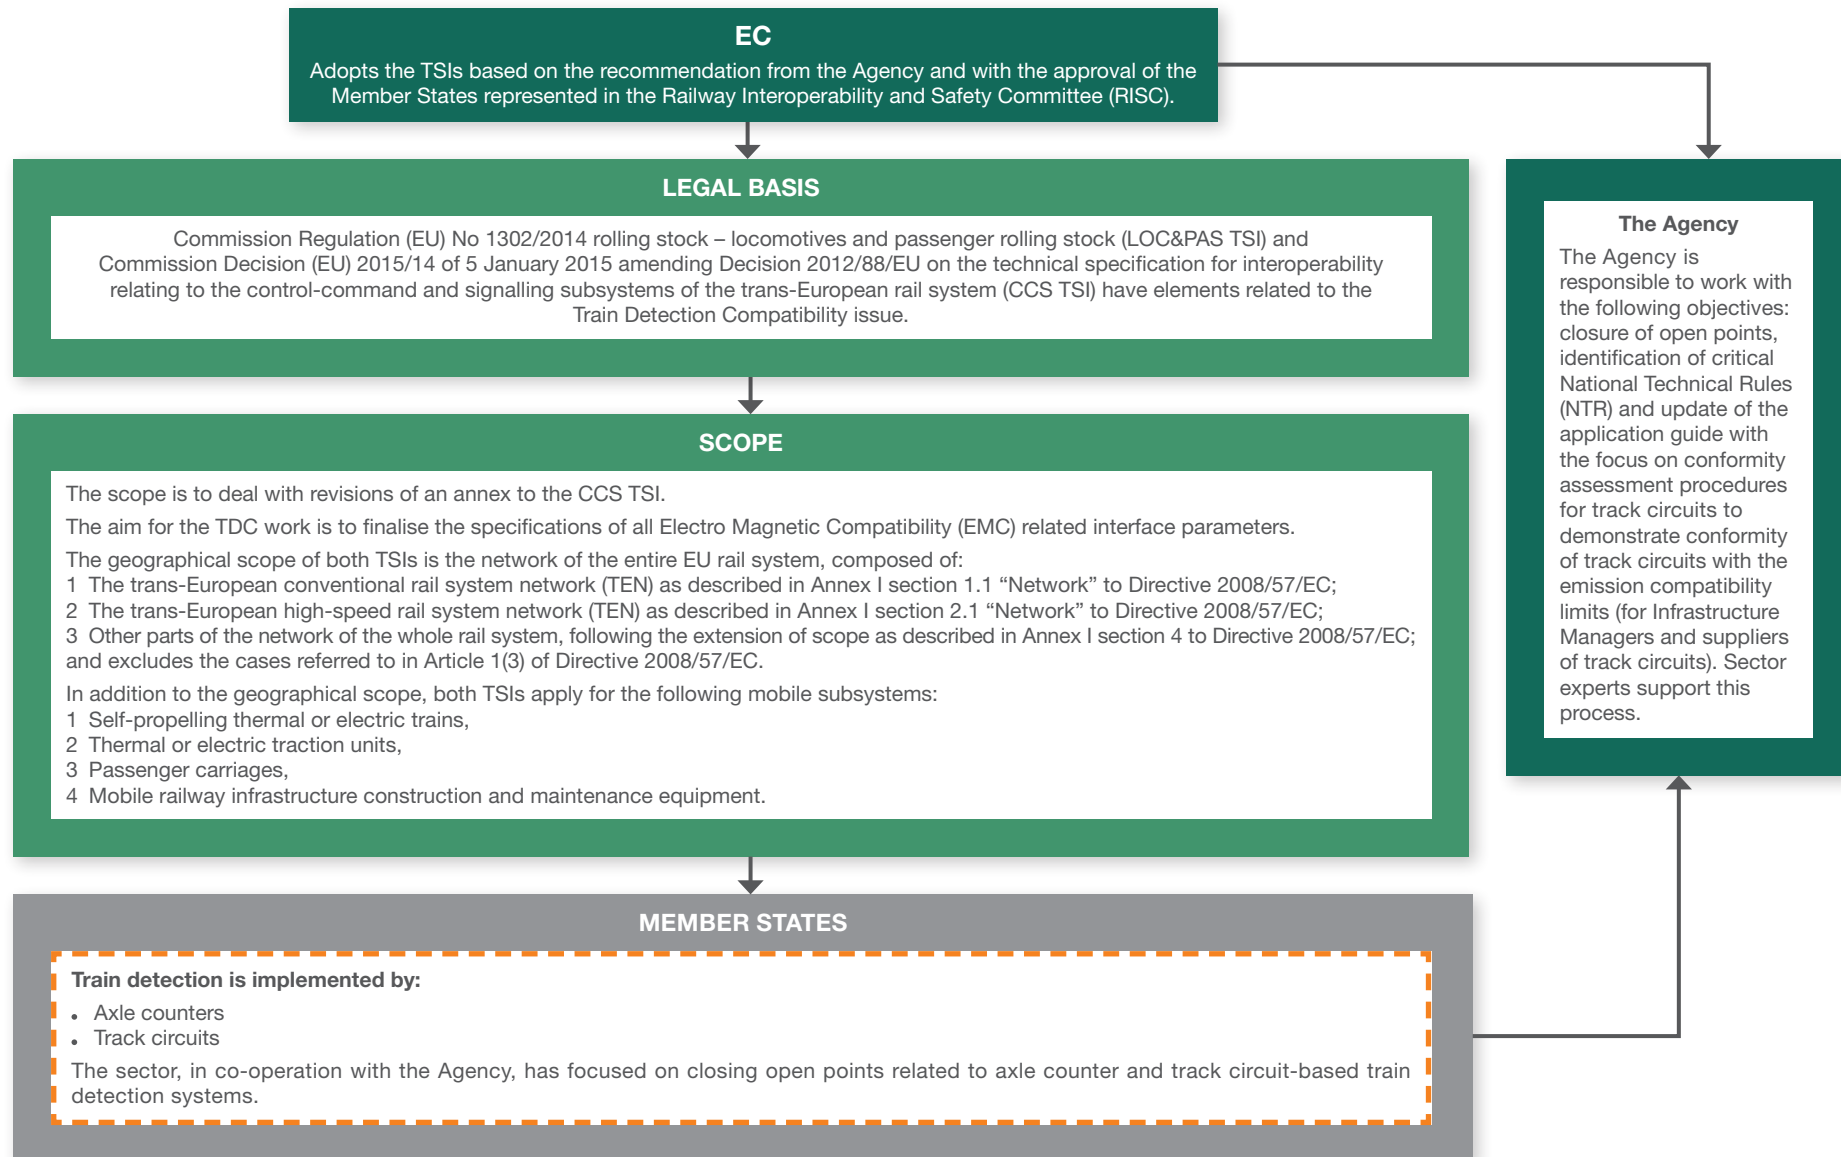 EC
Adopts the TSIs based on the recommendation from the Agency and with the approval of the
Member States represented in the Railway Interoperability and Safety Committee (RISC).
LEGAL BASIS
Commission Regulation (EU) No 1302/2014 rolling stock – locomotives and passenger rolling stock (LOC&PAS TSI) and
Commission Decision (EU) 2015/14 of 5 January 2015 amending Decision 2012/88/EU on the technical specification for interoperability
relating to the control-command and signalling subsystems of the trans-European rail system (CCS TSI) have elements related to the
Train Detection Compatibility issue.
SCOPE
The scope is to deal with revisions of an annex to the CCS TSI.
The aim for the TDC work is to finalise the specifications of all Electro Magnetic Compatibility (EMC) related interface parameters.
The geographical scope of both TSIs is the network of the entire EU rail system, composed of:
1 The trans-European conventional rail system network (TEN) as described in Annex I section 1.1 “Network” to Directive 2008/57/EC;
2 The trans-European high-speed rail system network (TEN) as described in Annex I section 2.1 “Network” to Directive 2008/57/EC;
3 Other parts of the network of the whole rail system, following the extension of scope as described in Annex I section 4 to Directive 2008/57/EC;
and excludes the cases referred to in Article 1(3) of Directive 2008/57/EC.
In addition to the geographical scope, both TSIs apply for the following mobile subsystems:
1 Self-propelling thermal or electric trains,
2 Thermal or electric traction units,
3 Passenger carriages,
4 Mobile railway infrastructure construction and maintenance equipment.
MEMBER STATES
Train detection is implemented by:
• Axle counters
• Track circuits
The sector, in co-operation with the Agency, has focused on closing open points related to axle counter and track circuit-based train
detection systems.
The Agency
The Agency is
responsible to work with
the following objectives:
closure of open points,
identification of critical
National Technical Rules
(NTR) and update of the
application guide with
the focus on conformity
assessment procedures
for track circuits to
demonstrate conformity
of track circuits with the
emission compatibility
limits (for Infrastructure
Managers and suppliers
of track circuits). Sector
experts support this
process.